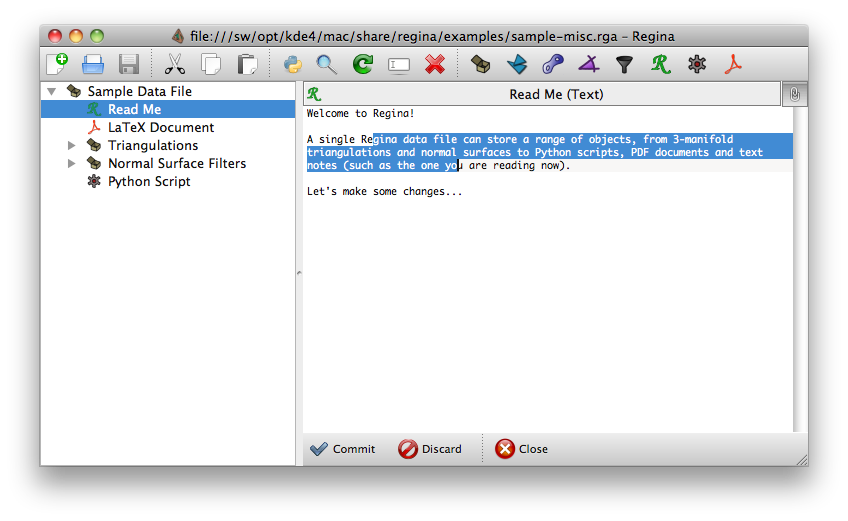 file:///sw/opt/kde4/mac/share/regina/examples/sample-misc.rga – Regina
Sample Data File
Read Me
LaTeX Document
Triangulations
Normal Surface Filters
Python Script
Read Me (Text)
Welcome to Regina!
A single Regina data file can store a range of objects, from 3-manifold
triangulations and normal surfaces to Python scripts, PDF documents and text
notes (such as the one you are reading now).
Let's make some changes...
Commit
Discard
Close